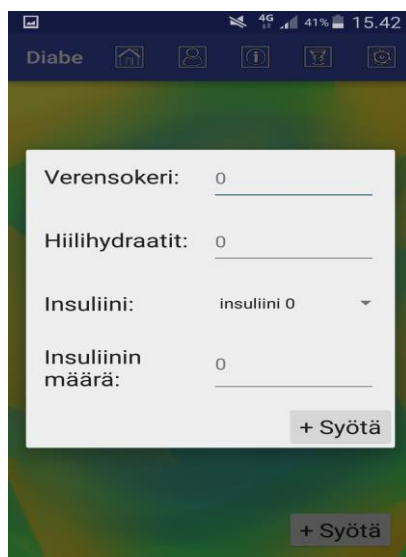 4G 41% 15.42
Diabe
Verensokeri: 0
Hiilihydraatit: 0
Insuliini: insuliini 0
Insuliinin
määrä: 0
+ Syötä
+ Syötä